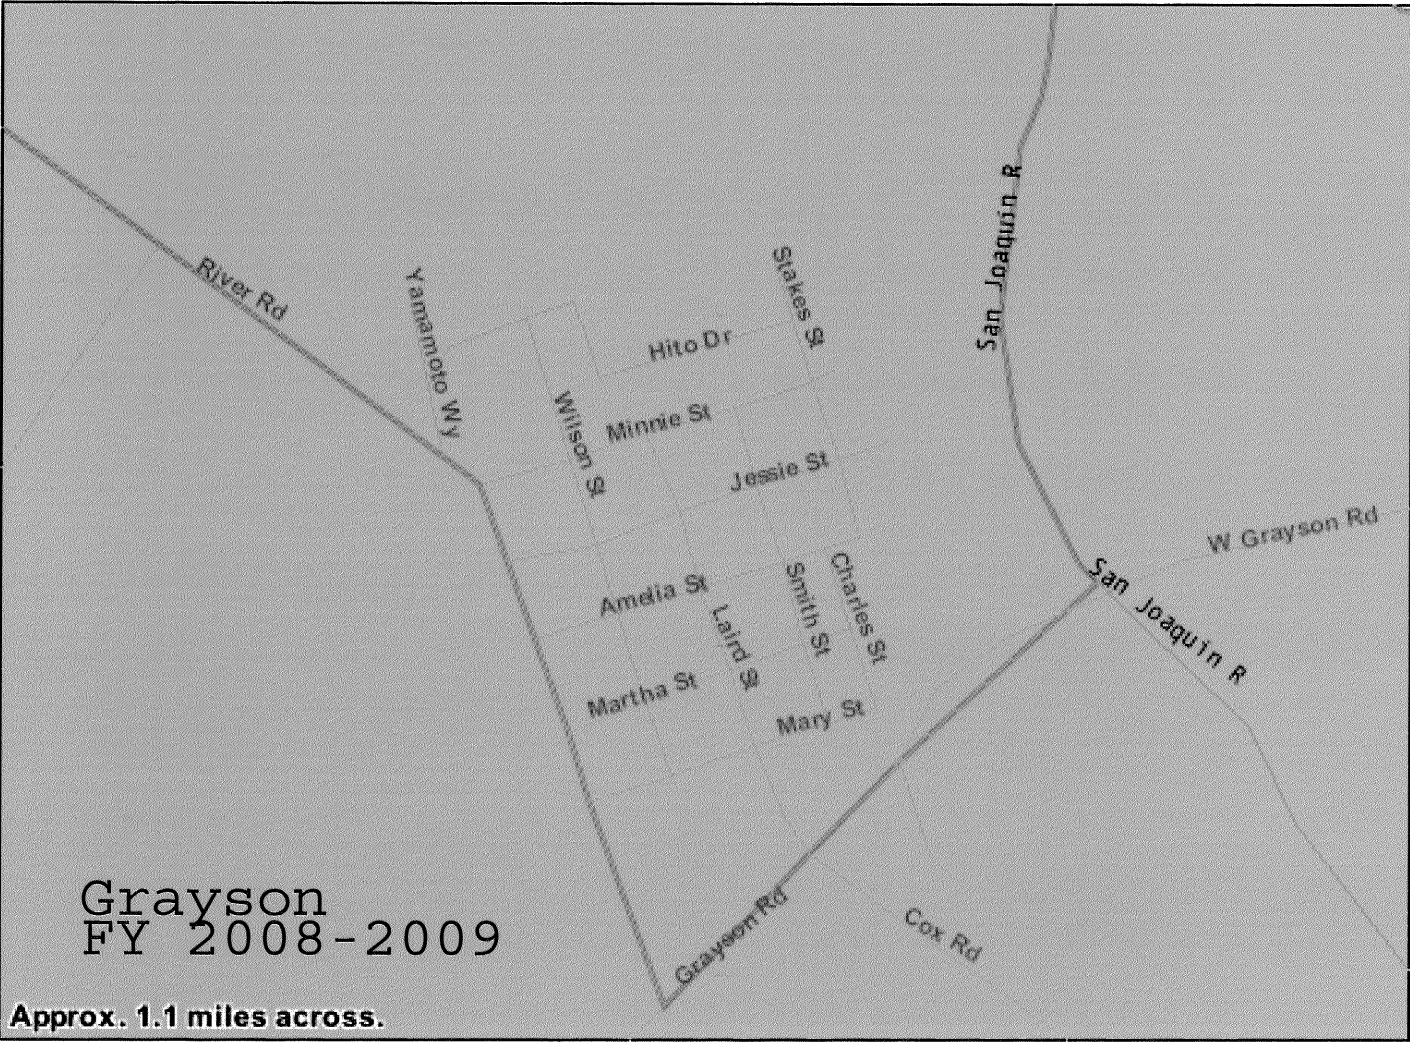 San Joaquin R
River Rd
Yamamoto Wy
Stakes St
Hito Dr
Wilson St
Minnie St
Jessie St
W Grayson Rd
San Joaquin R
Amelia St
Smith St
Charles St
Laird St
Martha St
Mary St
Grayson Rd
Cox Rd
Grayson
FY 2008-2009
Approx. 1.1 miles across.